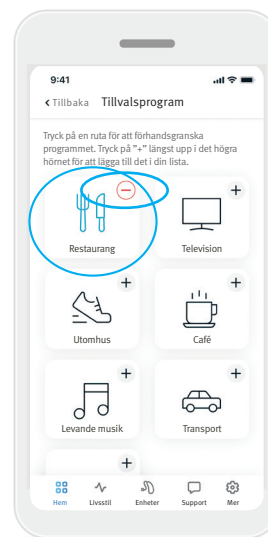 9:41
Tillbaka Tillvalsprogram
Tryck på en ruta för att förhandsgranska
programmet. Tryck på "+" längst upp i det högra
hörnet för att lägga till det i din lista.
Restaurang Television
Utomhus Café
Levande musik Transport
Hem Livsstil Enheter Support Mer